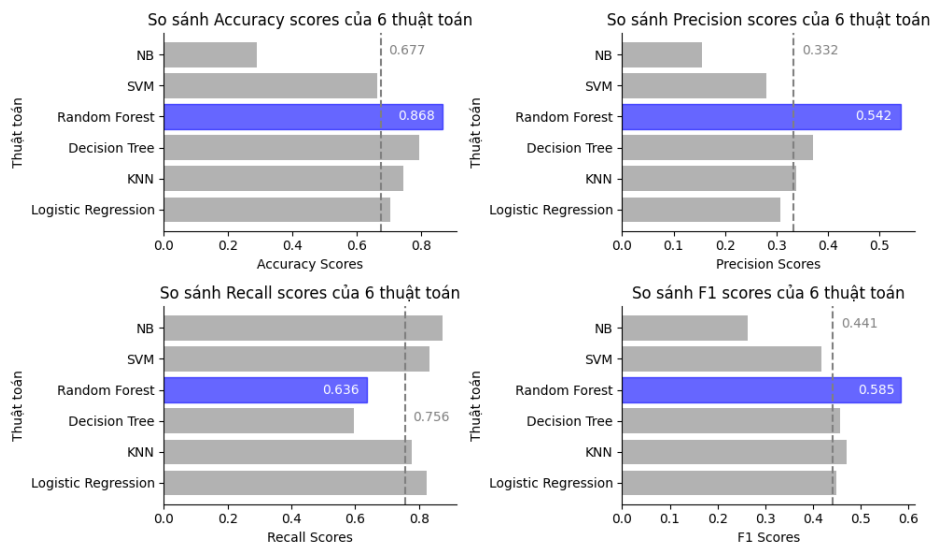 So sánh Accuracy scores của 6 thuật toán
NB
SVM
Random Forest
Decision Tree
KNN
Logistic Regression
Thuật toán
0.677
0.868
0.0 0.2 0.4 0.6 0.8
Accuracy Scores
So sánh Precision scores của 6 thuật toán
NB
SVM
Random Forest
Decision Tree
KNN
Logistic Regression
Thuật toán
0.332
0.542
0.0 0.1 0.2 0.3 0.4 0.5
Precision Scores
So sánh Recall scores của 6 thuật toán
NB
SVM
Random Forest
Decision Tree
KNN
Logistic Regression
Thuật toán
0.636
0.756
0.0 0.2 0.4 0.6 0.8
Recall Scores
So sánh F1 scores của 6 thuật toán
NB
SVM
Random Forest
Decision Tree
KNN
Logistic Regression
Thuật toán
0.441
0.585
0.0 0.1 0.2 0.3 0.4 0.5 0.6
F1 Scores